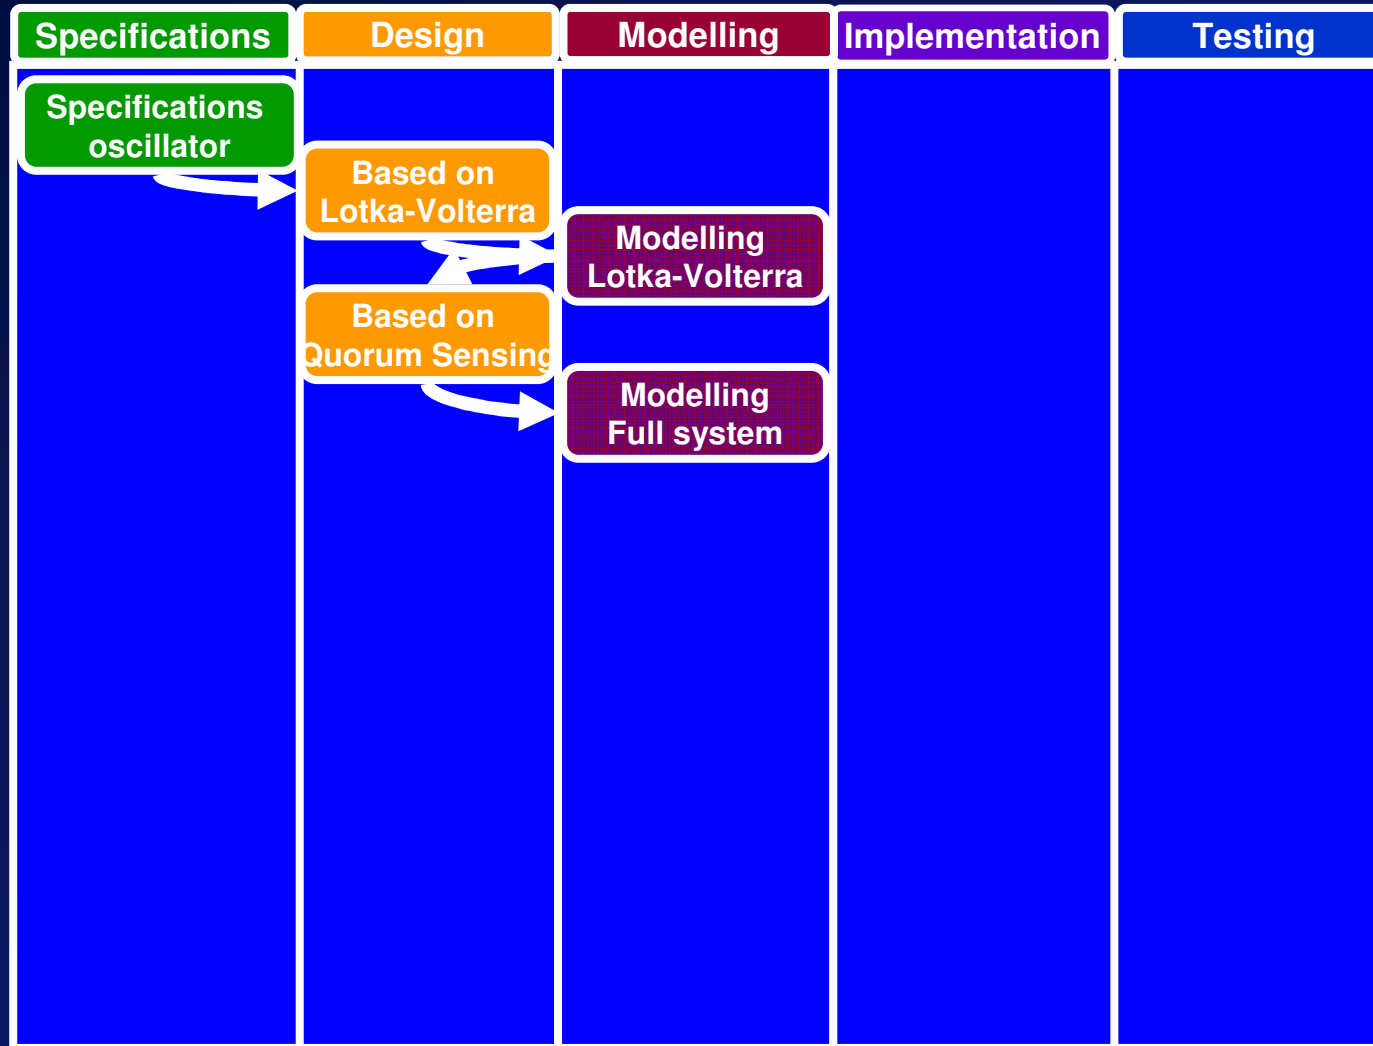 Specifications
Design
Modelling
Implementation
Testing
Specifications
oscillator
Based on
Lotka-Volterra
Modelling
Lotka-Volterra
Based on
Quorum Sensing
Modelling
Full system